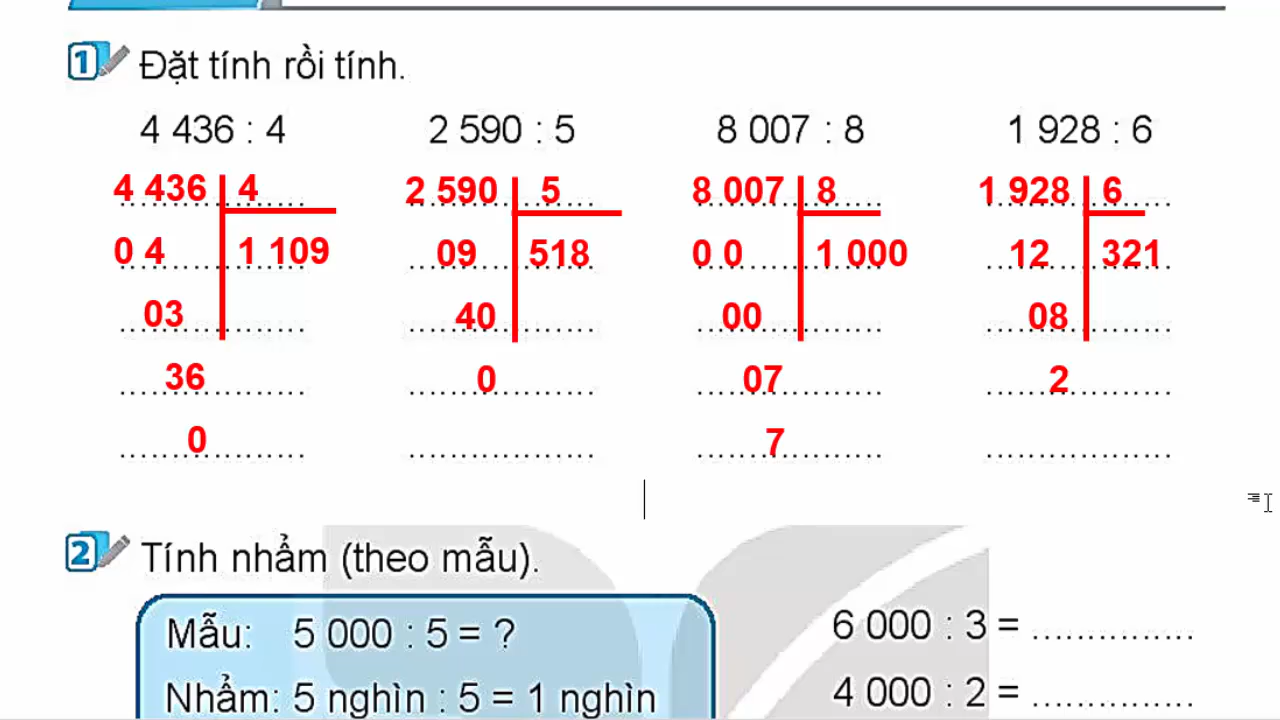 1 Đặt tính rồi tính.
4 436 : 4 2 590 : 5 8 007 : 8 1 928 : 6
4 436 4 2 590 5 8 007 8 1 928 6
0 4 1 109 09 518 0 0 1 000 12 321
03 40 00 08
36 0 07 2
0 7
2 Tính nhẩm (theo mẫu).
Mẫu: 5 000 : 5 = ?
Nhẩm: 5 nghìn : 5 = 1 nghìn
6 000 : 3 = ...............
4 000 : 2 = ...............